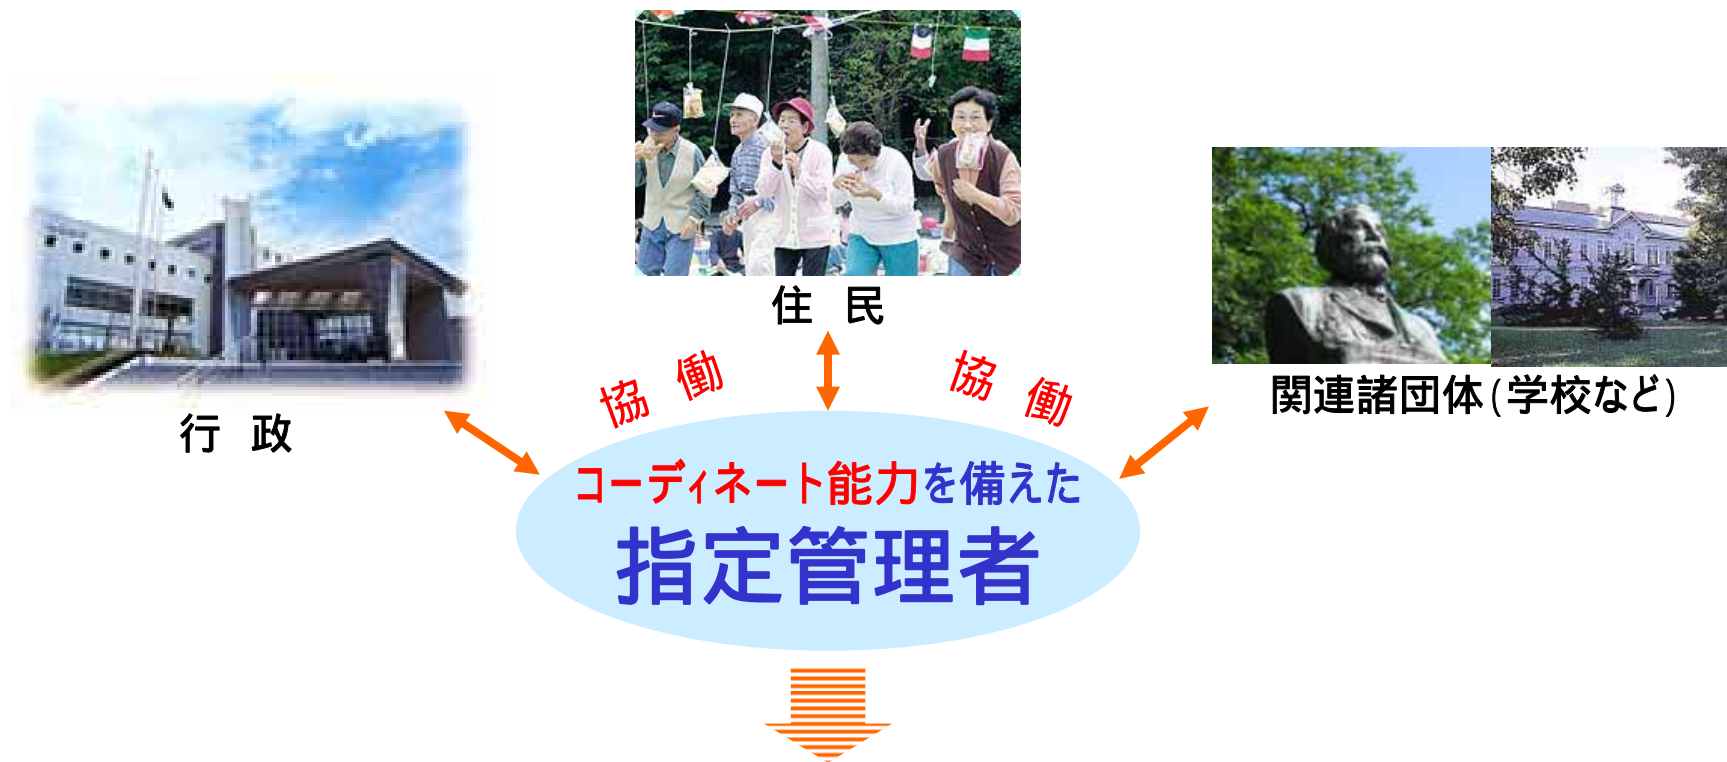 住 民
協 働
協 働
関連諸団体(学校など)
行 政
コーディネート能力を備えた
指定管理者